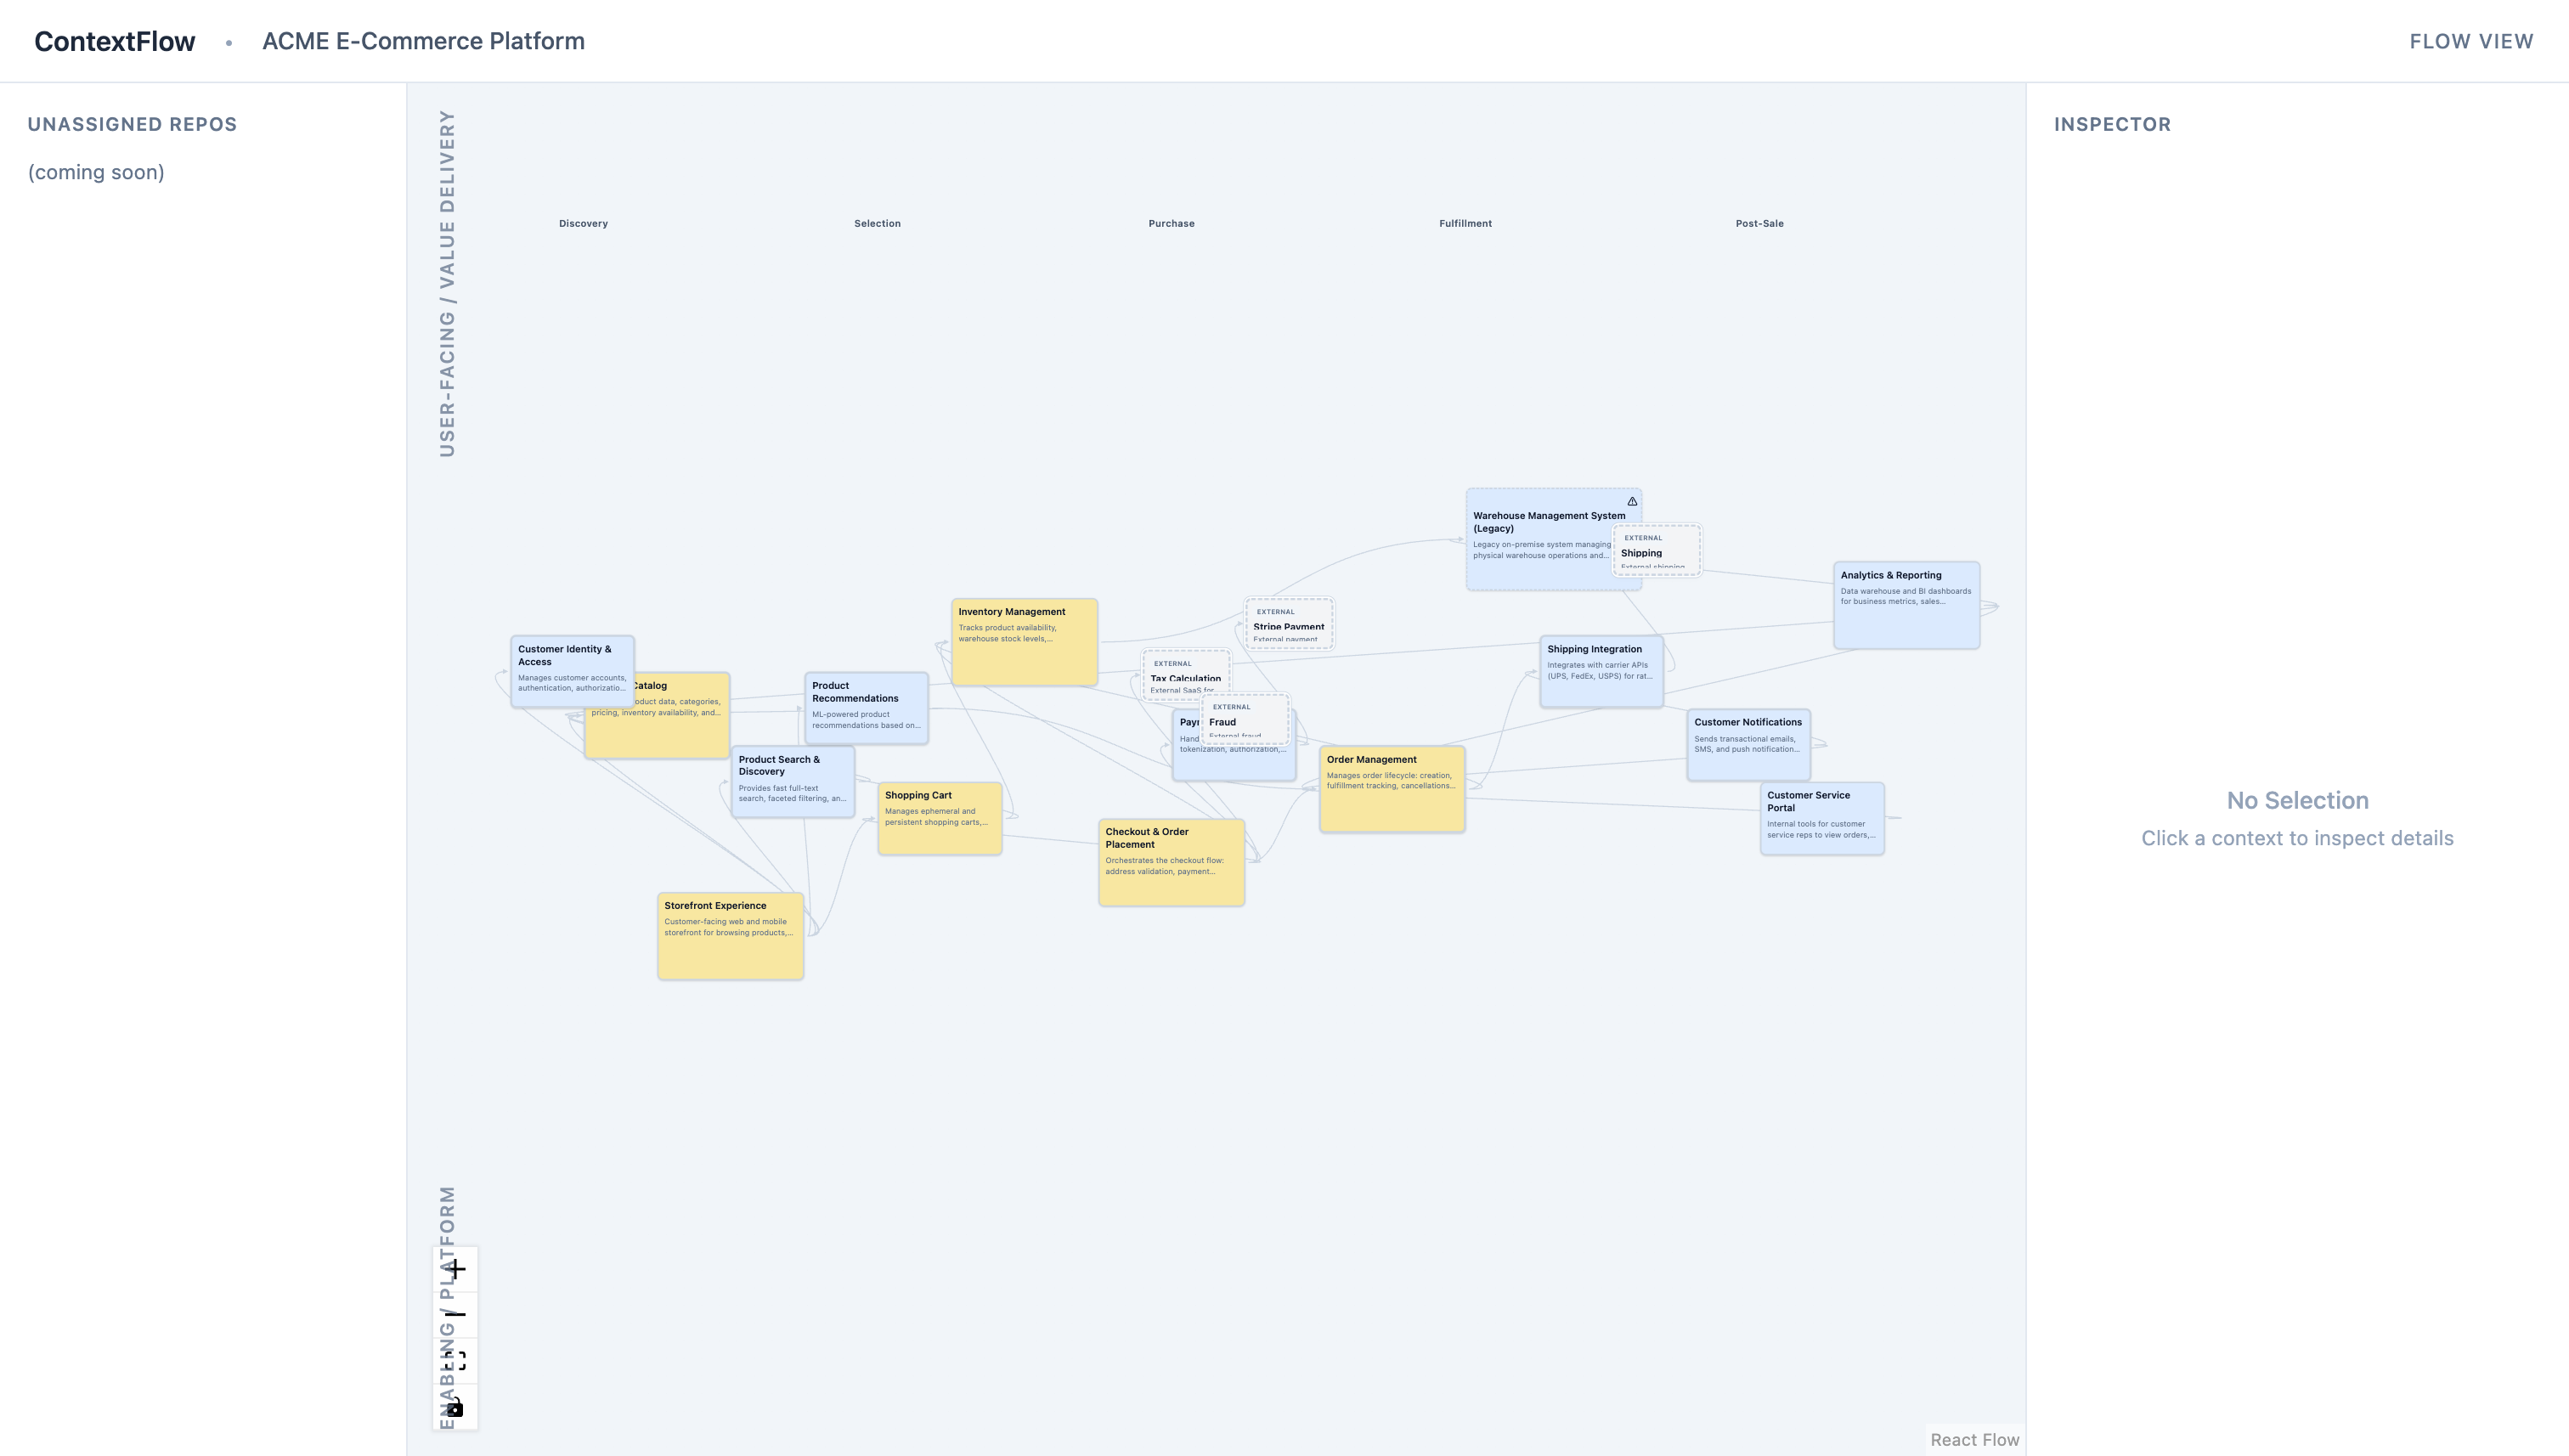 ContextFlow • ACME E-Commerce Platform
FLOW VIEW
UNASSIGNED REPOS
(coming soon)
USER-FACING / VALUE DELIVERY
ENABLING / PLATFORM
Discovery
Selection
Purchase
Fulfillment
Post-Sale
Warehouse Management System
(Legacy)
Legacy on-premise system managing
physical warehouse operations and...
EXTERNAL
Shipping
External shipping
Analytics & Reporting
Data warehouse and BI dashboards
for business metrics, sales...
Inventory Management
Tracks product availability,
warehouse stock levels,...
EXTERNAL
Stripe Payment
External payment
Customer Identity &
Access
Manages customer accounts,
authentication, authorizatio...
Catalog
pricing, inventory availability, and...
Product
Recommendations
ML-powered product
recommendations based on...
EXTERNAL
Tax Calculation
External SaaS for
EXTERNAL
Fraud
External fraud
tokenization, authorization,...
Shipping Integration
Integrates with carrier APIs
(UPS, FedEx, USPS) for rat...
Customer Notifications
Sends transactional emails,
SMS, and push notification...
Product Search &
Discovery
Provides fast full-text
search, faceted filtering, an...
Order Management
Manages order lifecycle: creation,
fulfillment tracking, cancellations...
Shopping Cart
Manages ephemeral and
persistent shopping carts,...
Customer Service
Portal
Internal tools for customer
service reps to view orders,...
Checkout & Order
Placement
Orchestrates the checkout flow:
address validation, payment...
Storefront Experience
Customer-facing web and mobile
storefront for browsing products,...
INSPECTOR
No Selection
Click a context to inspect details
React Flow